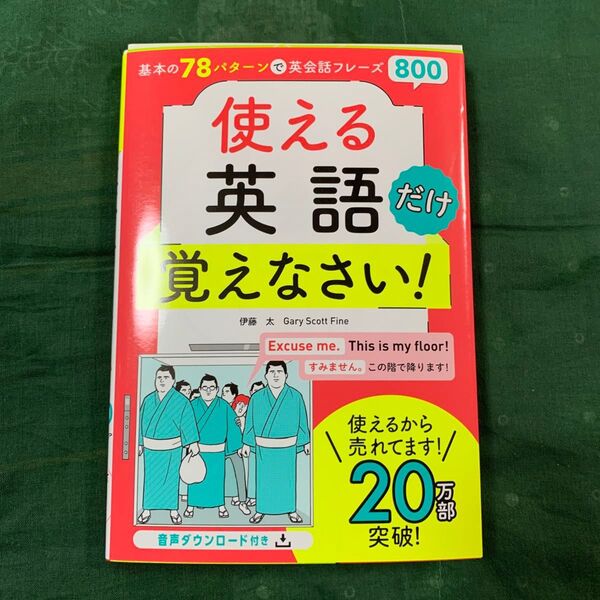 基本の78パターンで英会話フレーズ800
使える
英語だけ
覚えなさい!
伊藤 太 Gary Scott Fine
Excuse me. This is my floor!
すみません。この階で降ります!
使えるから
売れてます!
20万部
突破!
音声ダウンロード付き